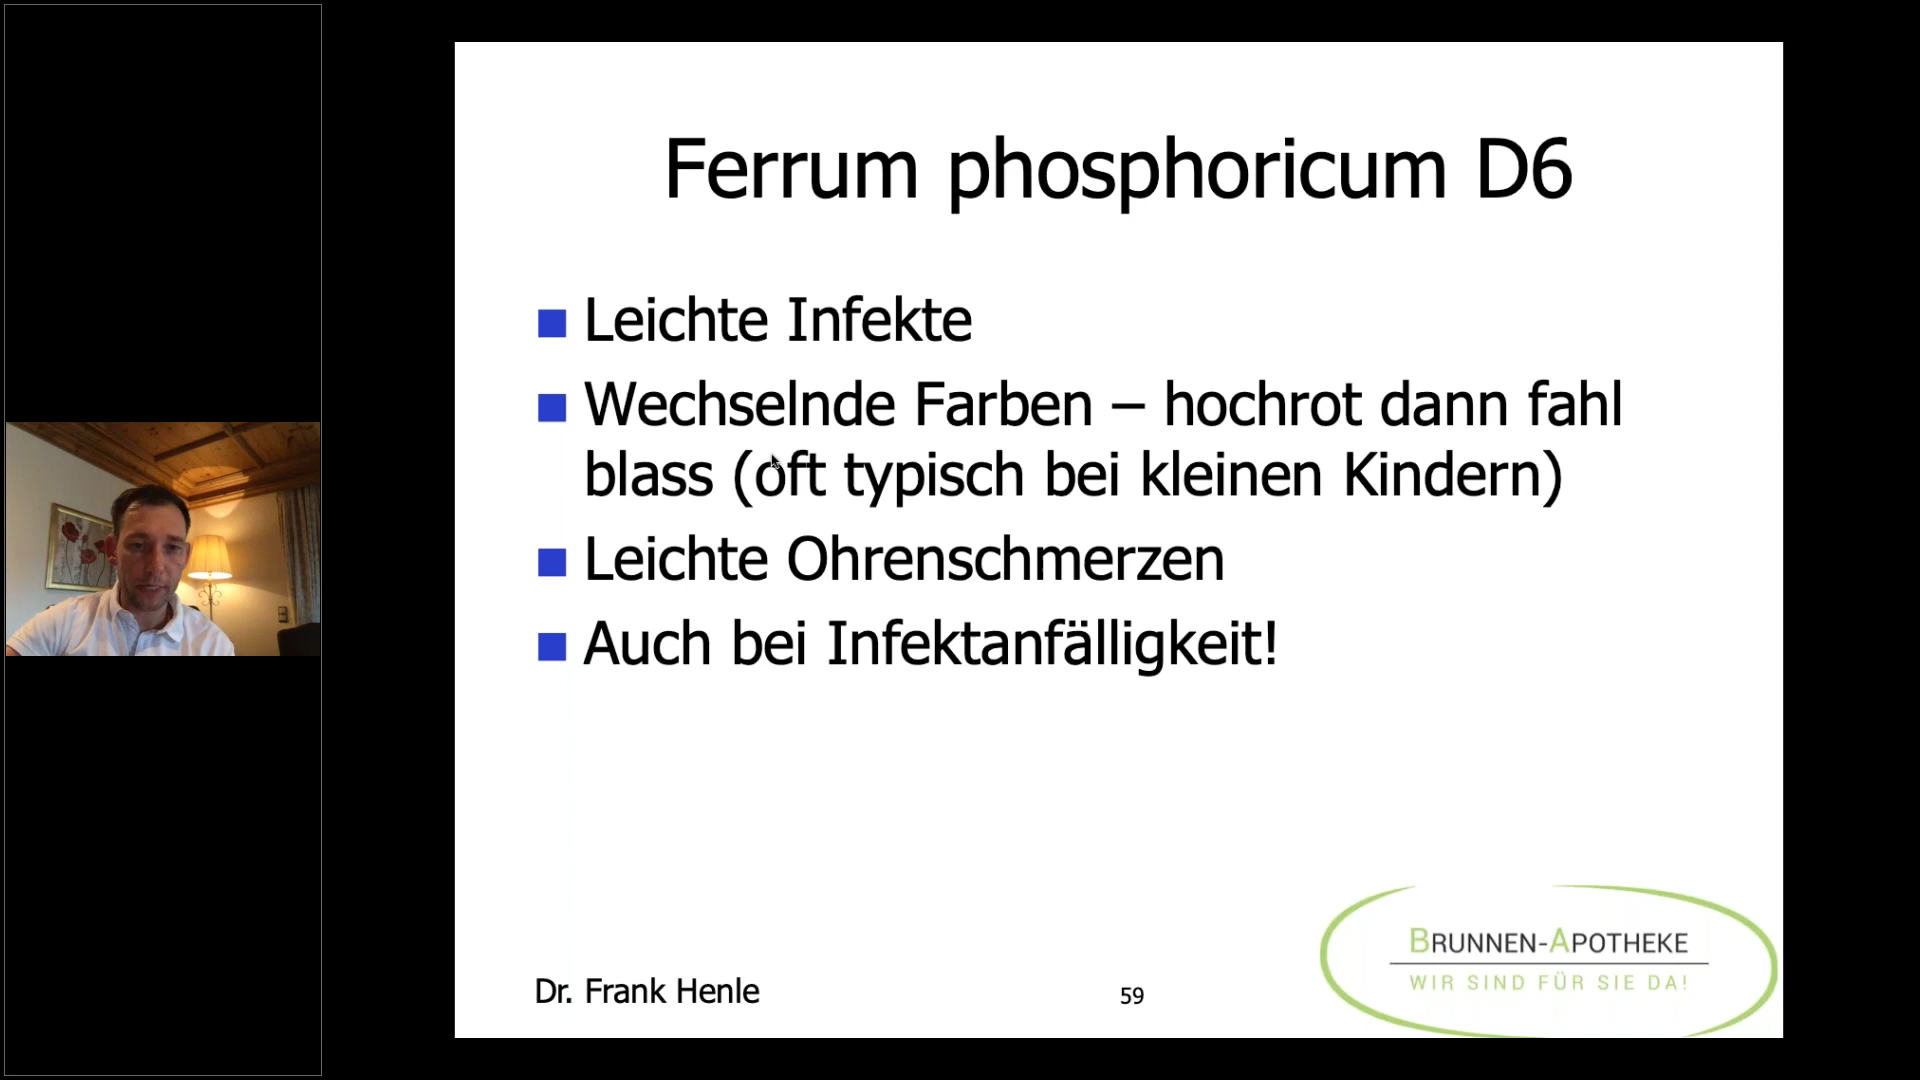 Ferrum phosphoricum D6
Leichte Infekte
Wechselnde Farben – hochrot dann fahl
blass (oft typisch bei kleinen Kindern)
Leichte Ohrenschmerzen
Auch bei Infektanfälligkeit!
Dr. Frank Henle
59
BRUNNEN-APOTHEKE
WIR SIND FÜR SIE DA!